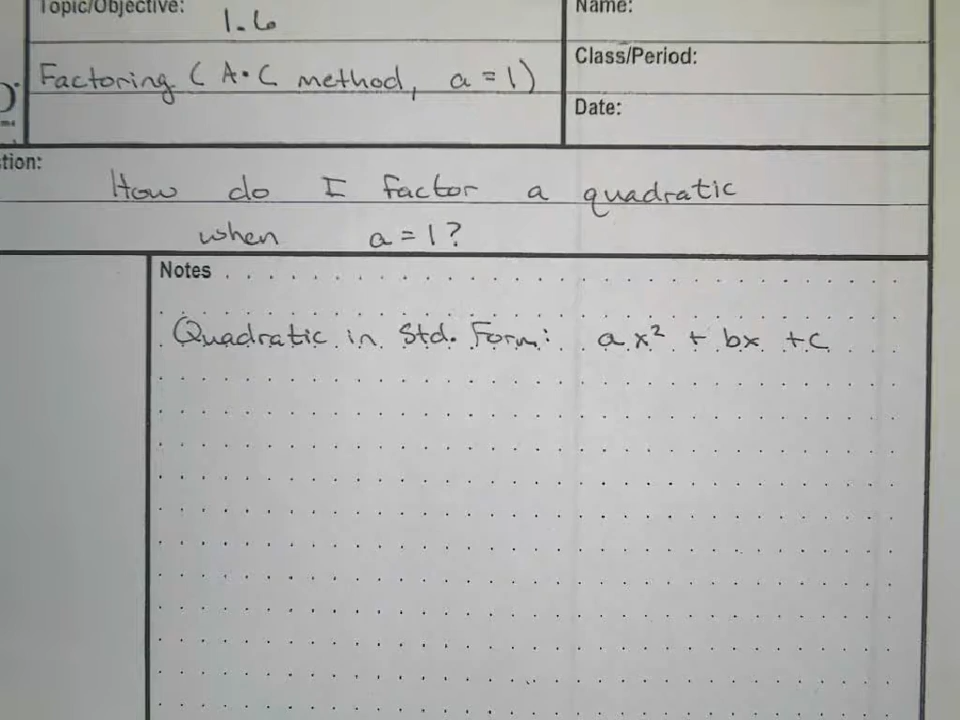 Topic/Objective: 1.6
Name:
Factoring (A·C method, a = 1)
Class/Period:
Date:
tion:
How do I factor a quadratic
when a = 1?
Notes
Quadratic in Std. Form: ax² + bx + c